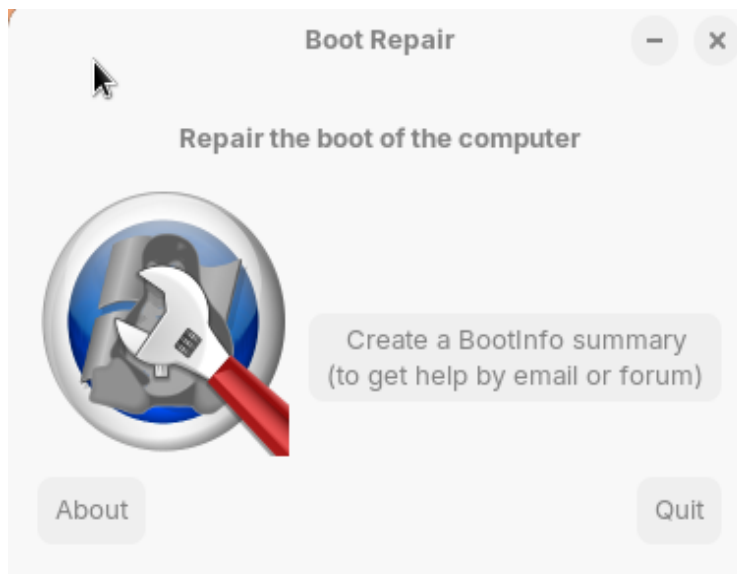 Boot Repair
Repair the boot of the computer
Create a BootInfo summary
(to get help by email or forum)
About
Quit